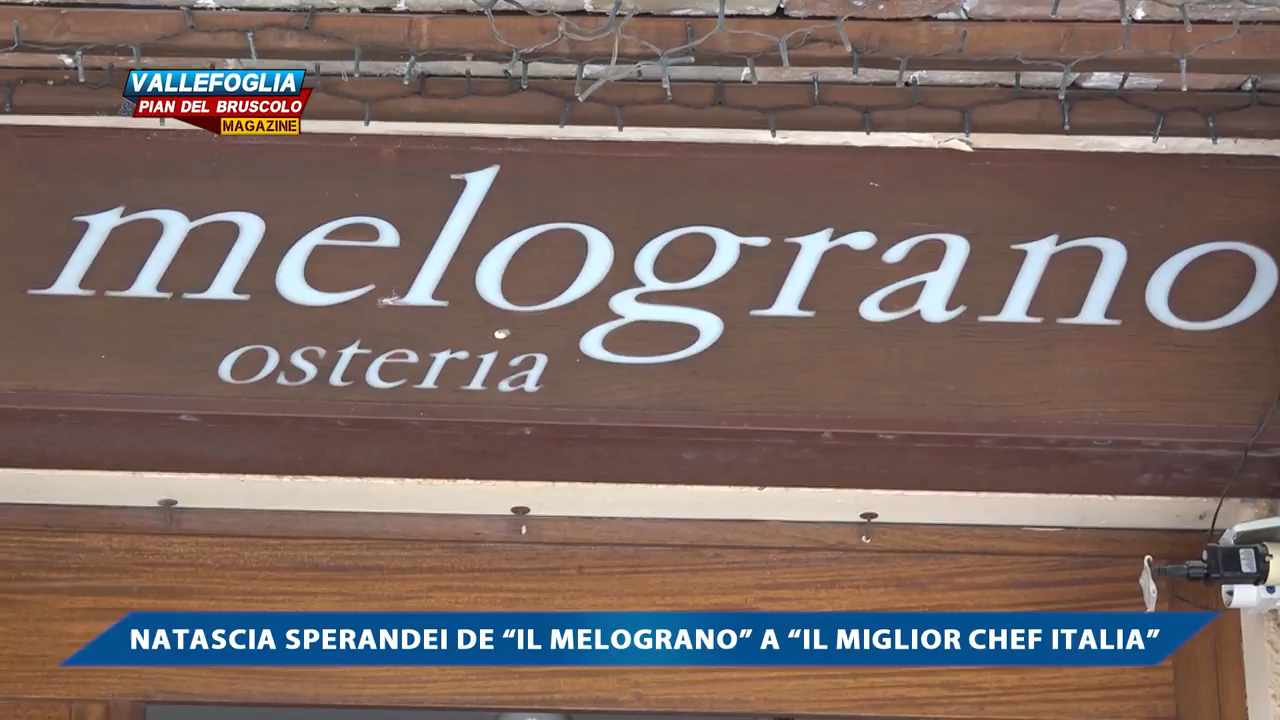 VALLEFOGLIA
& PIAN DEL BRUSCOLO
MAGAZINE
melograno
osteria
NATASCIA SPERANDEI DE “IL MELOGRANO” A “IL MIGLIOR CHEF ITALIA”